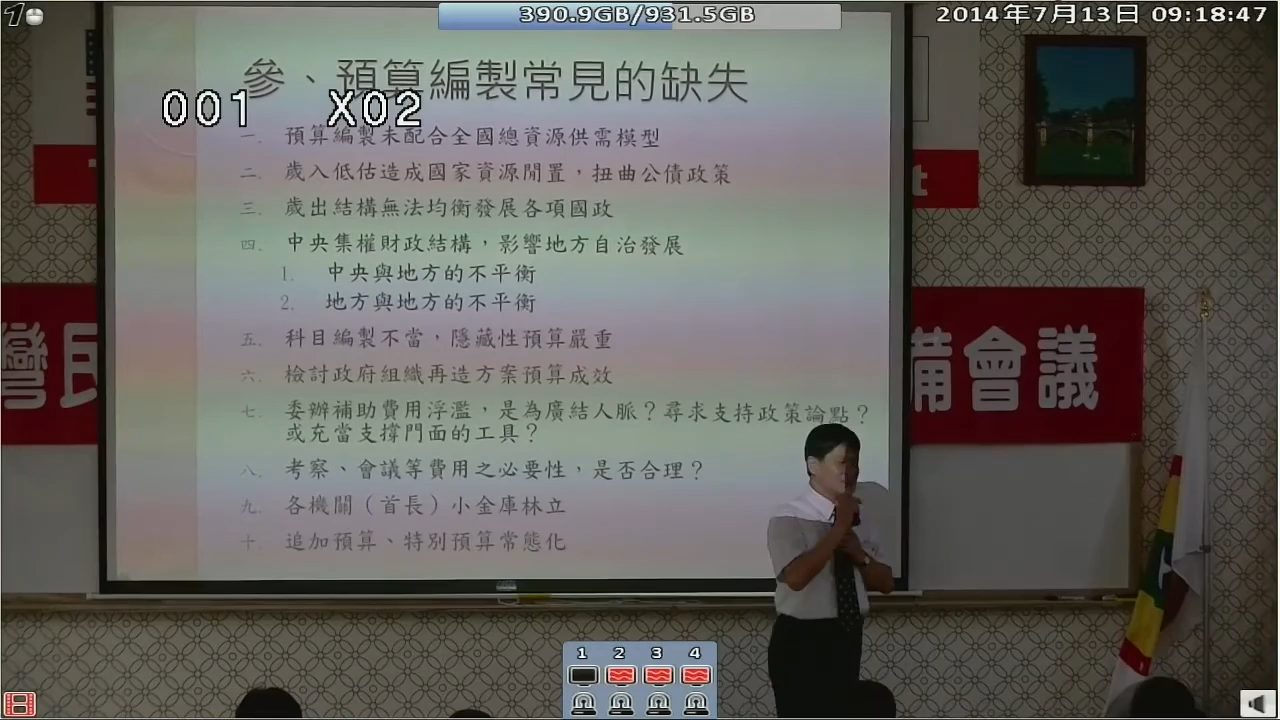 390.9GB/931.5GB
2014年7月13日 09:18:47
參、預算編製常見的缺失
001 X02
一. 預算編製未配合全國總資源供需模型
二. 歲入低估造成國家資源閒置，扭曲公債政策
三. 歲出結構無法均衡發展各項國政
四. 中央集權財政結構，影響地方自治發展
1. 中央與地方的不平衡
2. 地方與地方的不平衡
五. 科目編製不當，隱藏性預算嚴重
六. 檢討政府組織再造方案預算成效
七. 委辦補助費用浮濫，是為廣結人脈？尋求支持政策論點？
或充當支撐門面的工具？
八. 考察、會議等費用之必要性，是否合理？
九. 各機關（首長）小金庫林立
十. 追加預算、特別預算常態化
灣民
備會議
1 2 3 4